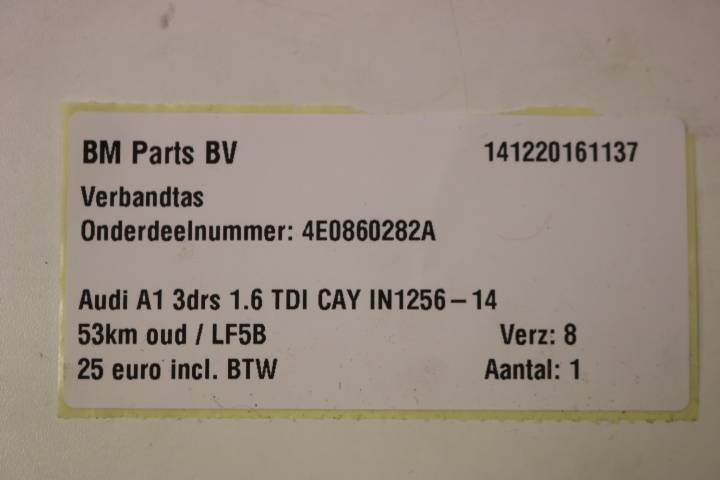 BM Parts BV 141220161137
Verbandtas
Onderdeelnummer: 4E0860282A
Audi A1 3drs 1.6 TDI CAY IN1256-14
53km oud / LF5B Verz: 8
25 euro incl. BTW Aantal: 1